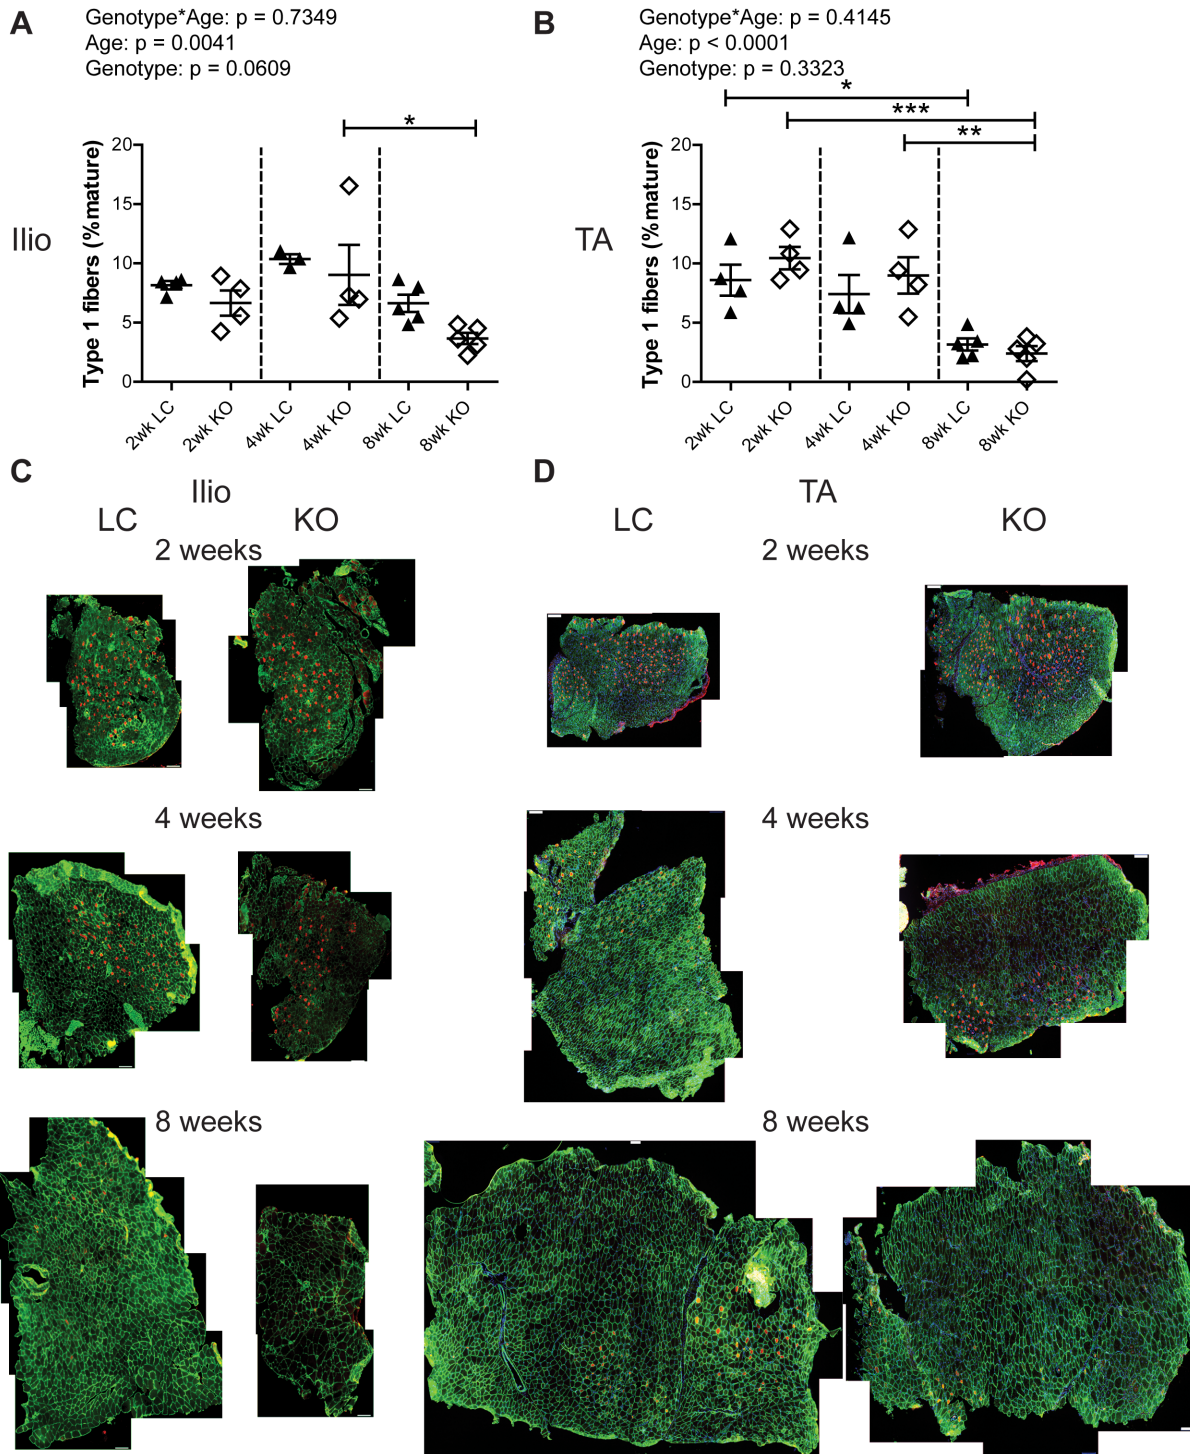 A
Genotype*Age: p = 0.7349
Age: p = 0.0041
Genotype: p = 0.0609
*
Ilio
Type 1 fibers (%mature)
20
15
10
5
0
2wk LC
2wk KO
4wk LC
4wk KO
8wk LC
8wk KO
B
Genotype*Age: p = 0.4145
Age: p < 0.0001
Genotype: p = 0.3323
*
***
**
TA
Type 1 fibers (%mature)
20
15
10
5
0
2wk LC
2wk KO
4wk LC
4wk KO
8wk LC
8wk KO
C
Ilio
LC
KO
2 weeks
4 weeks
8 weeks
D
TA
LC
KO
2 weeks
4 weeks
8 weeks